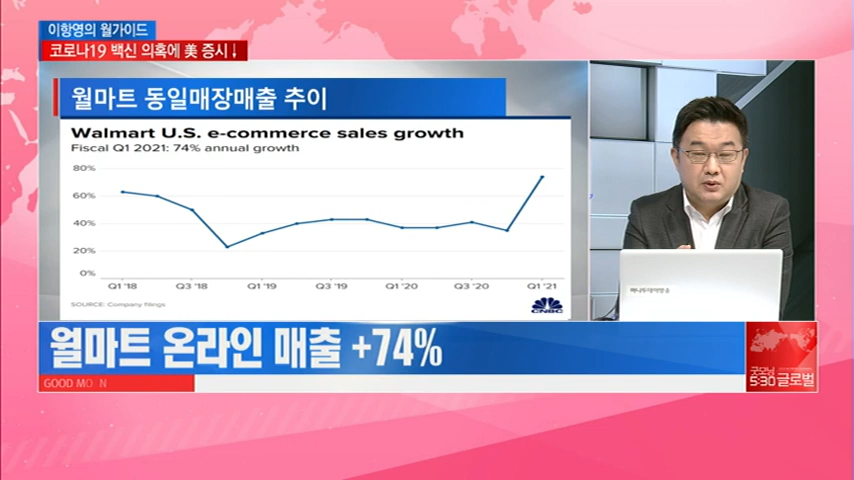 이항영의 월가이드
코로나19 백신 의혹에 美 증시↓
월마트 동일매장매출 추이
Walmart U.S. e-commerce sales growth
Fiscal Q1 2021: 74% annual growth
80%
60%
40%
20%
0%
Q1 '18 Q3 '18 Q1 '19 Q3 '19 Q1 '20 Q3 '20 Q1 '21
SOURCE: Company filings
CNBC
월마트 온라인 매출 +74%
GOOD MO N
굿모닝
5:30 글로벌